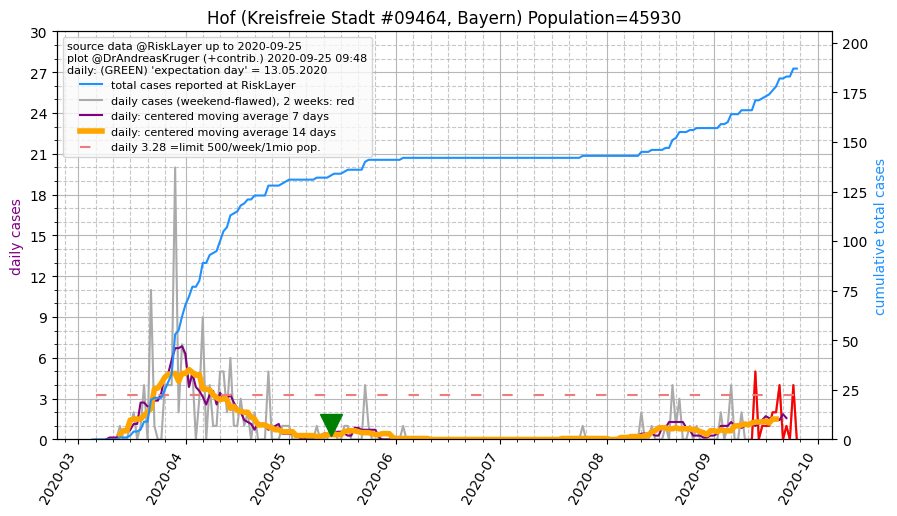 Hof (Kreisfreie Stadt #09464, Bayern) Population=45930
source data @RiskLayer up to 2020-09-25
plot @DrAndreasKruger (+contrib.) 2020-09-25 09:48
daily: (GREEN) 'expectation day' = 13.05.2020
total cases reported at RiskLayer
daily cases (weekend-flawed), 2 weeks: red
daily: centered moving average 7 days
daily: centered moving average 14 days
daily 3.28 =limit 500/week/1mio pop.
daily cases
30
27
24
21
18
15
12
9
6
3
0
cumulative total cases
200
175
150
125
100
75
50
25
0
2020-03
2020-04
2020-05
2020-06
2020-07
2020-08
2020-09
2020-10